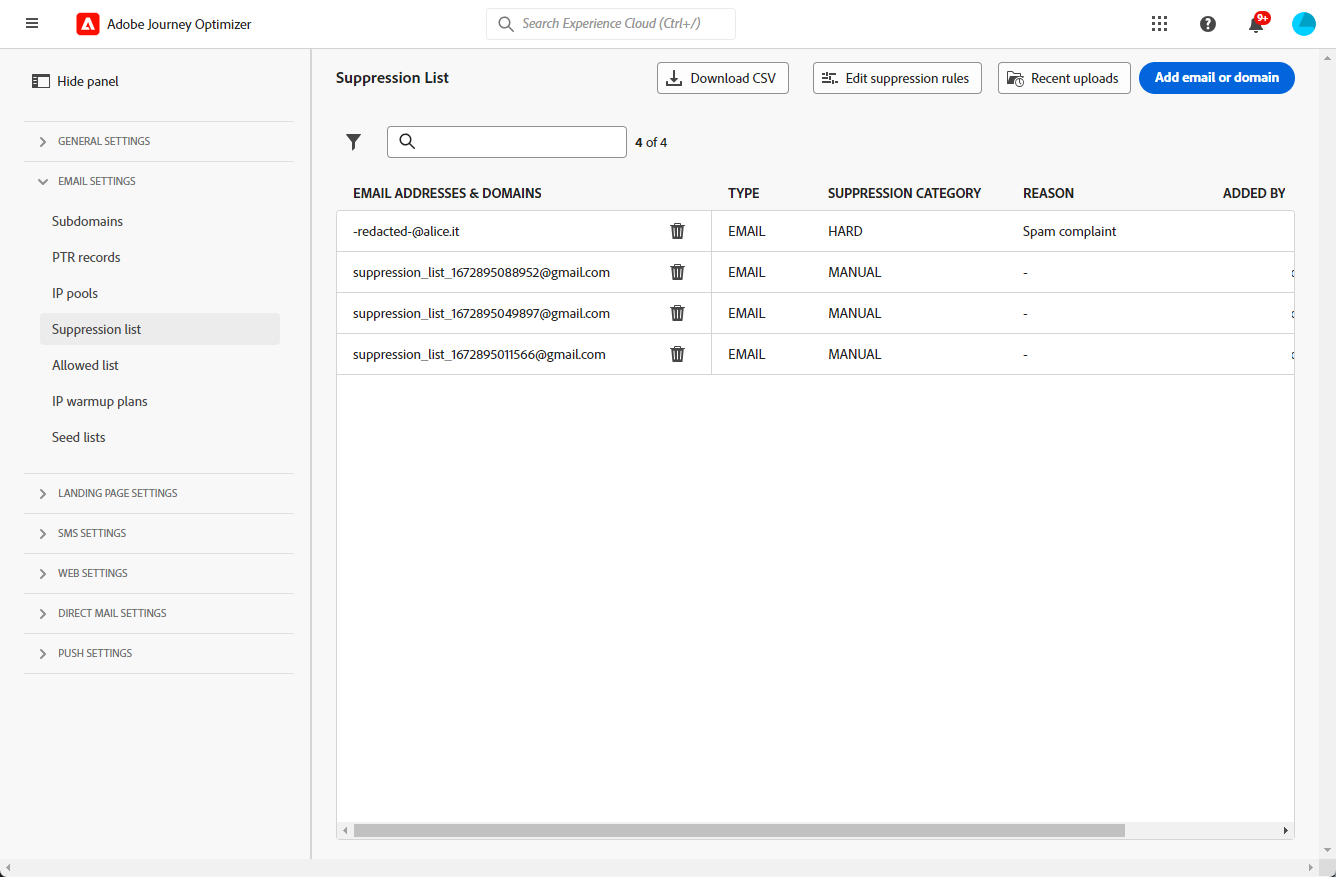 Adobe Journey Optimizer
Search Experience Cloud (Ctrl+/)
9+
Hide panel
GENERAL SETTINGS
EMAIL SETTINGS
Subdomains
PTR records
IP pools
Suppression list
Allowed list
IP warmup plans
Seed lists
LANDING PAGE SETTINGS
SMS SETTINGS
WEB SETTINGS
DIRECT MAIL SETTINGS
PUSH SETTINGS
Suppression List
Download CSV
Edit suppression rules
Recent uploads
Add email or domain
4 of 4
EMAIL ADDRESSES & DOMAINS TYPE SUPPRESSION CATEGORY REASON ADDED BY
-redacted-@alice.it EMAIL HARD Spam complaint
suppression_list_1672895088952@gmail.com EMAIL MANUAL -
suppression_list_1672895049897@gmail.com EMAIL MANUAL -
suppression_list_1672895011566@gmail.com EMAIL MANUAL -